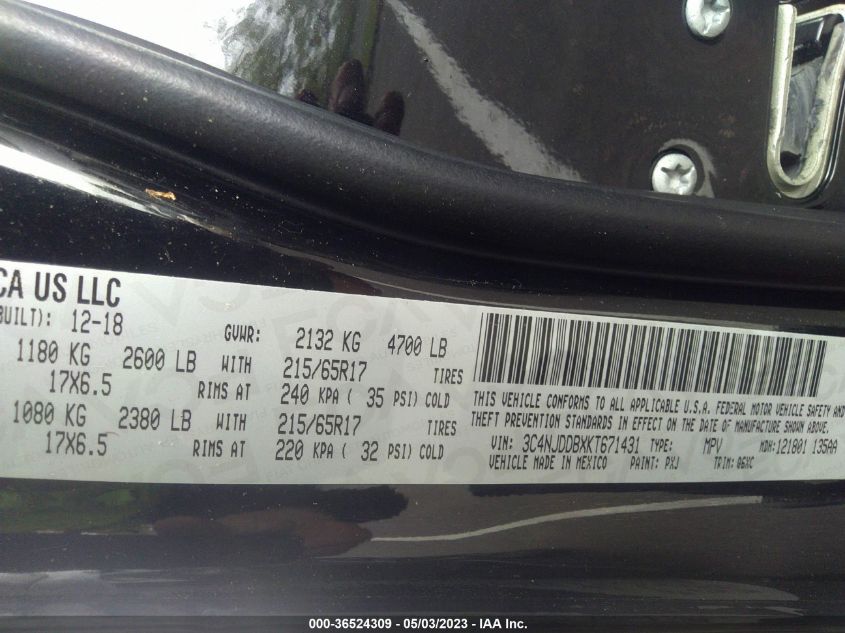 CA US LLC
BUILT): 12-18 GVWR: 2132 KG 4700 LB
1180 KG 2600 LB WITH 215/65R17 TIRES
17X6.5 RIMS AT 240 KPA ( 35 PSI) COLD
1080 KG 2380 LB WITH 215/65R17 TIRES
17X6.5 RIMS AT 220 KPA ( 32 PSI) COLD
THIS VEHICLE CONFORMS TO ALL APPLICABLE U.S.A. FEDERAL MOTOR VEHICLE SAFETY AND
THEFT PREVENTION STANDARDS IN EFFECT ON THE DATE OF MANUFACTURE SHOWN ABOVE.
VIN: 3C4NJDDBXKT671431 TYPE: MPV MDH: 121801 135AA
VEHICLE MADE IN MEXICO PAINT: PXJ TRIM: Q6XC
000-36524309 - 05/03/2023 - IAA Inc.